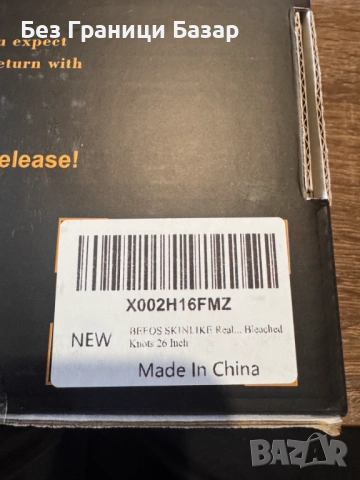 Без Граници Базар
a expect
return with
elease!
X002H16FMZ
NEW
BEFOS SKINLIKE Real... Bleached
Knots 26 Inch
Made In China
BAZAR